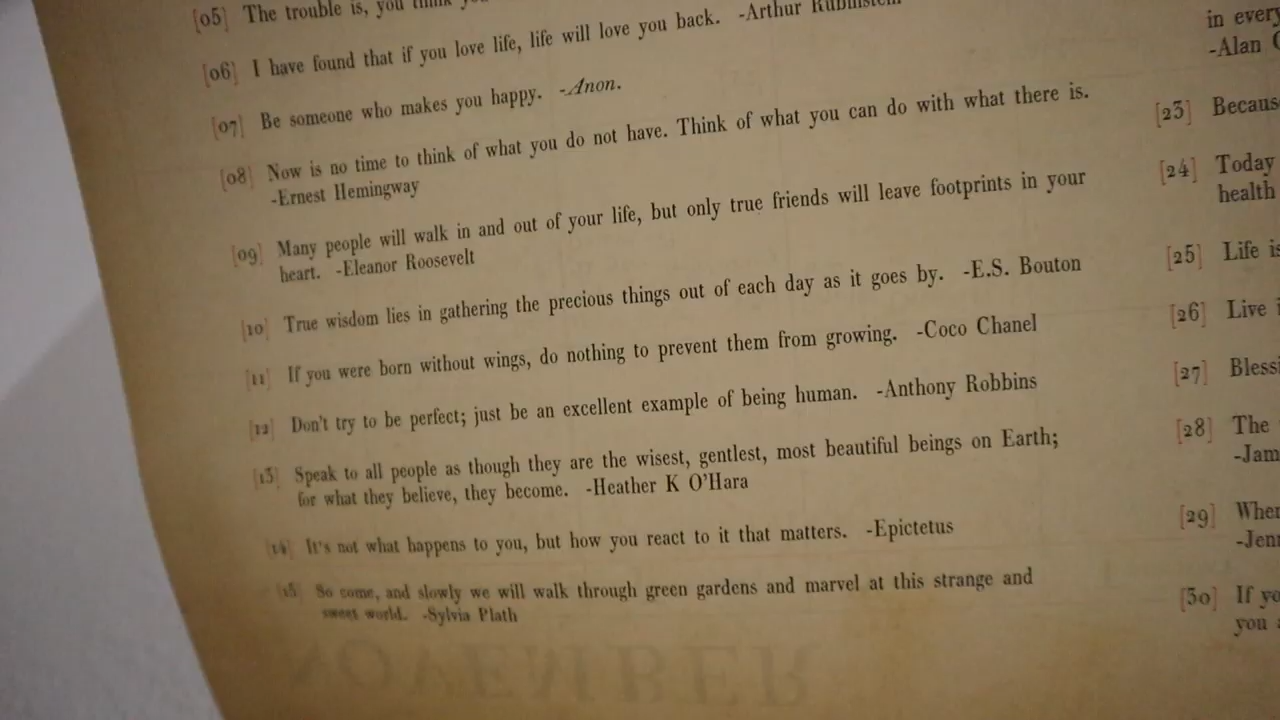 [05] The trouble is, you think
[06] I have found that if you love life, life will love you back. -Arthur Rubinstein
[07] Be someone who makes you happy. -Anon.
[08] Now is no time to think of what you do not have. Think of what you can do with what there is.
-Ernest Hemingway
[09] Many people will walk in and out of your life, but only true friends will leave footprints in your
heart. -Eleanor Roosevelt
[10] True wisdom lies in gathering the precious things out of each day as it goes by. -E.S. Bouton
[11] If you were born without wings, do nothing to prevent them from growing. -Coco Chanel
[12] Don't try to be perfect; just be an excellent example of being human. -Anthony Robbins
[13] Speak to all people as though they are the wisest, gentlest, most beautiful beings on Earth;
for what they believe, they become. -Heather K O'Hara
[14] It's not what happens to you, but how you react to it that matters. -Epictetus
[15] So come, and slowly we will walk through green gardens and marvel at this strange and
sweet world. -Sylvia Plath
in every
-Alan
[23] Becaus
[24] Today
health
[25] Life is
[26] Live
[27] Blessi
[28] The
-Jam
[29] When
-Jen
[30] If yo
you
NOVEMBER